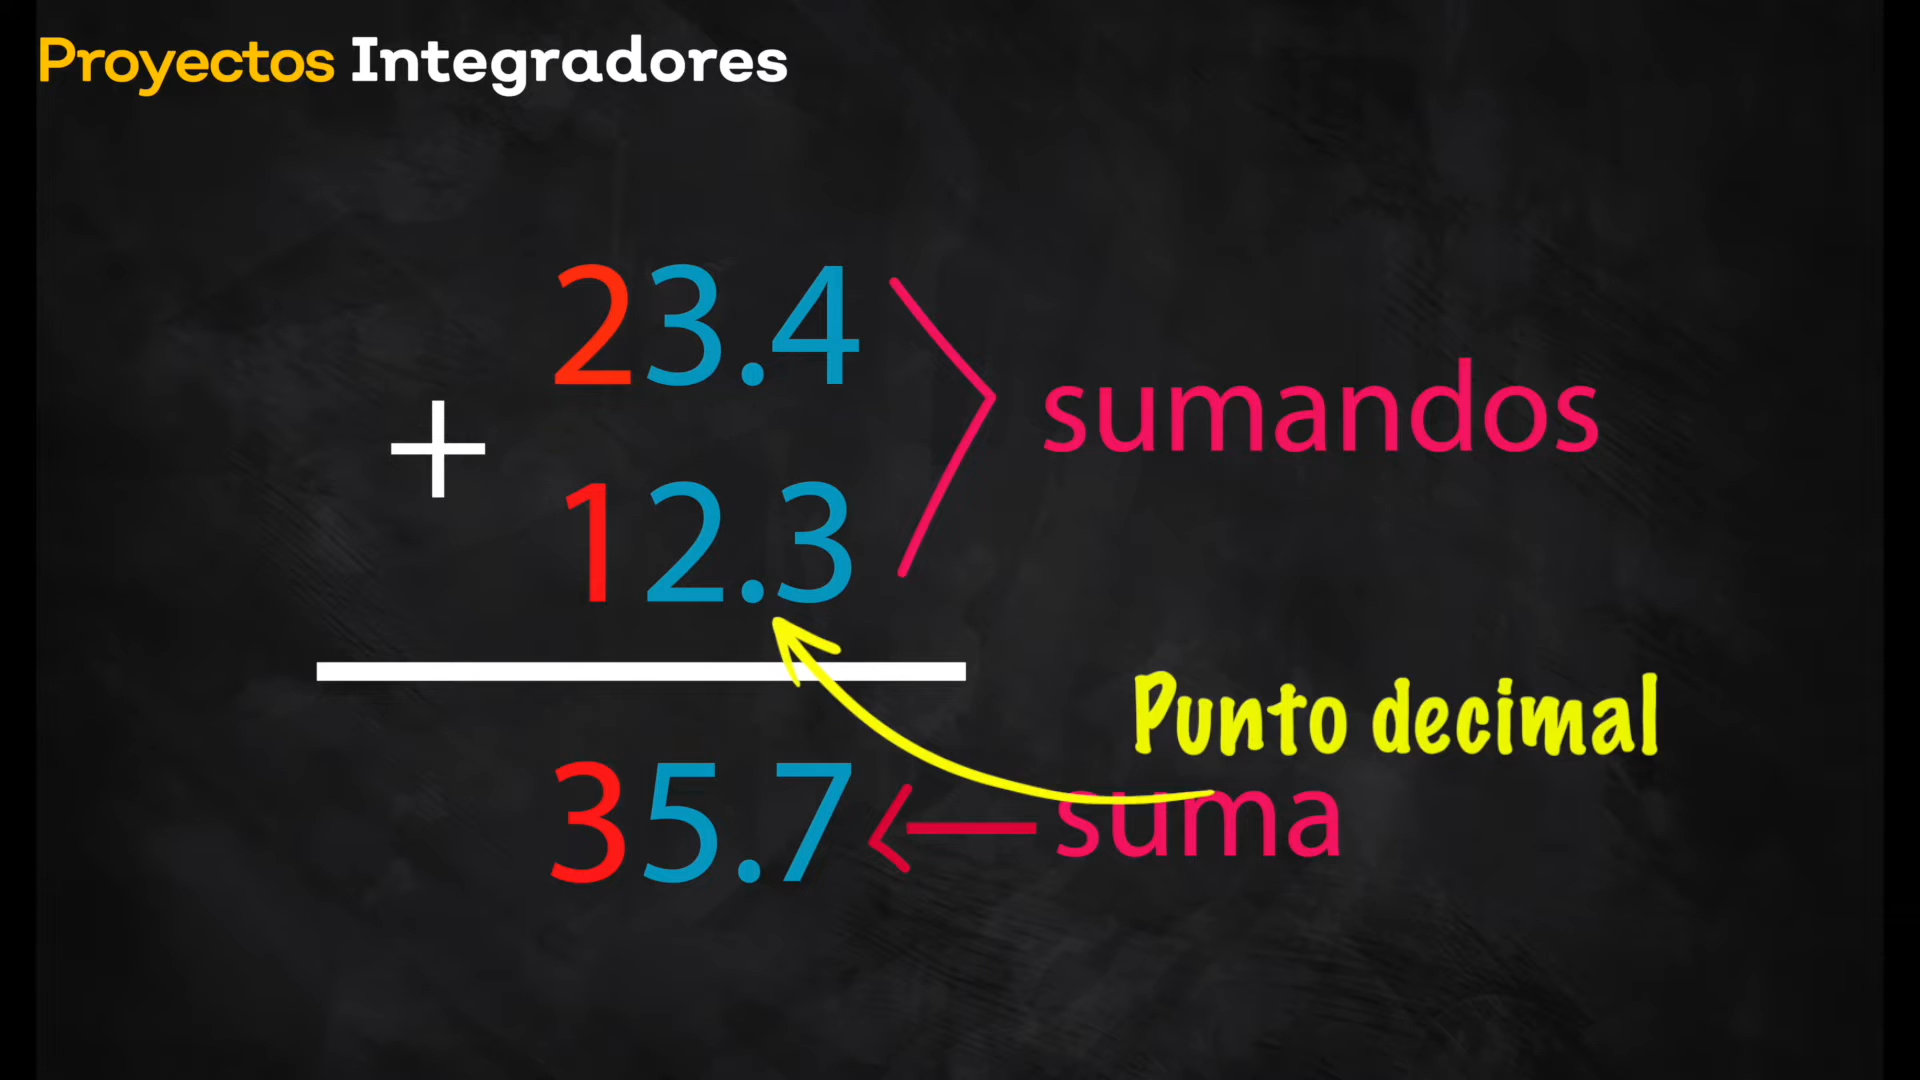 Proyectos Integradores
23.4
+
sumandos
12.3
Punto decimal
35.7
suma